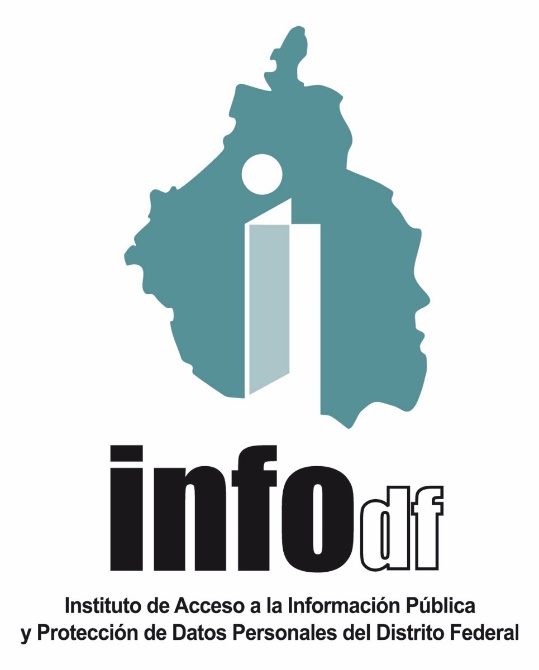 infodf
Instituto de Acceso a la Información Pública
y Protección de Datos Personales del Distrito Federal